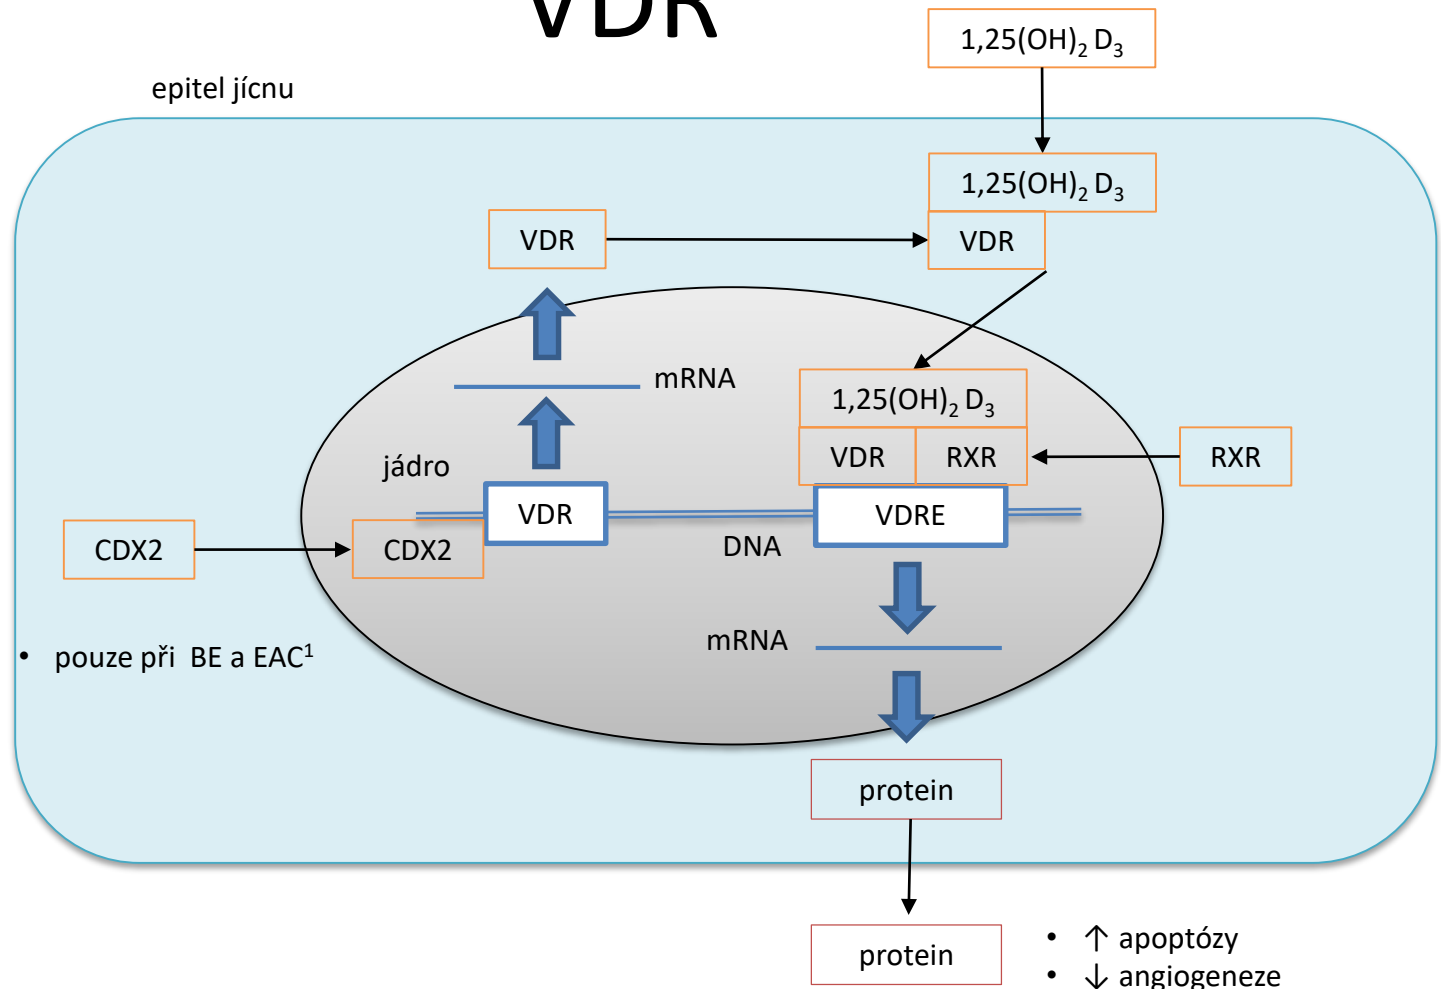 VDR
1,25(OH)₂ D₃
epitel jícnu
1,25(OH)₂ D₃
VDR
VDR
mRNA
1,25(OH)₂ D₃
VDR RXR
RXR
jádro
VDR
VDRE
CDX2
CDX2
DNA
mRNA
• pouze při BE a EAC¹
protein
protein
• ↑ apoptózy
• ↓ angiogeneze